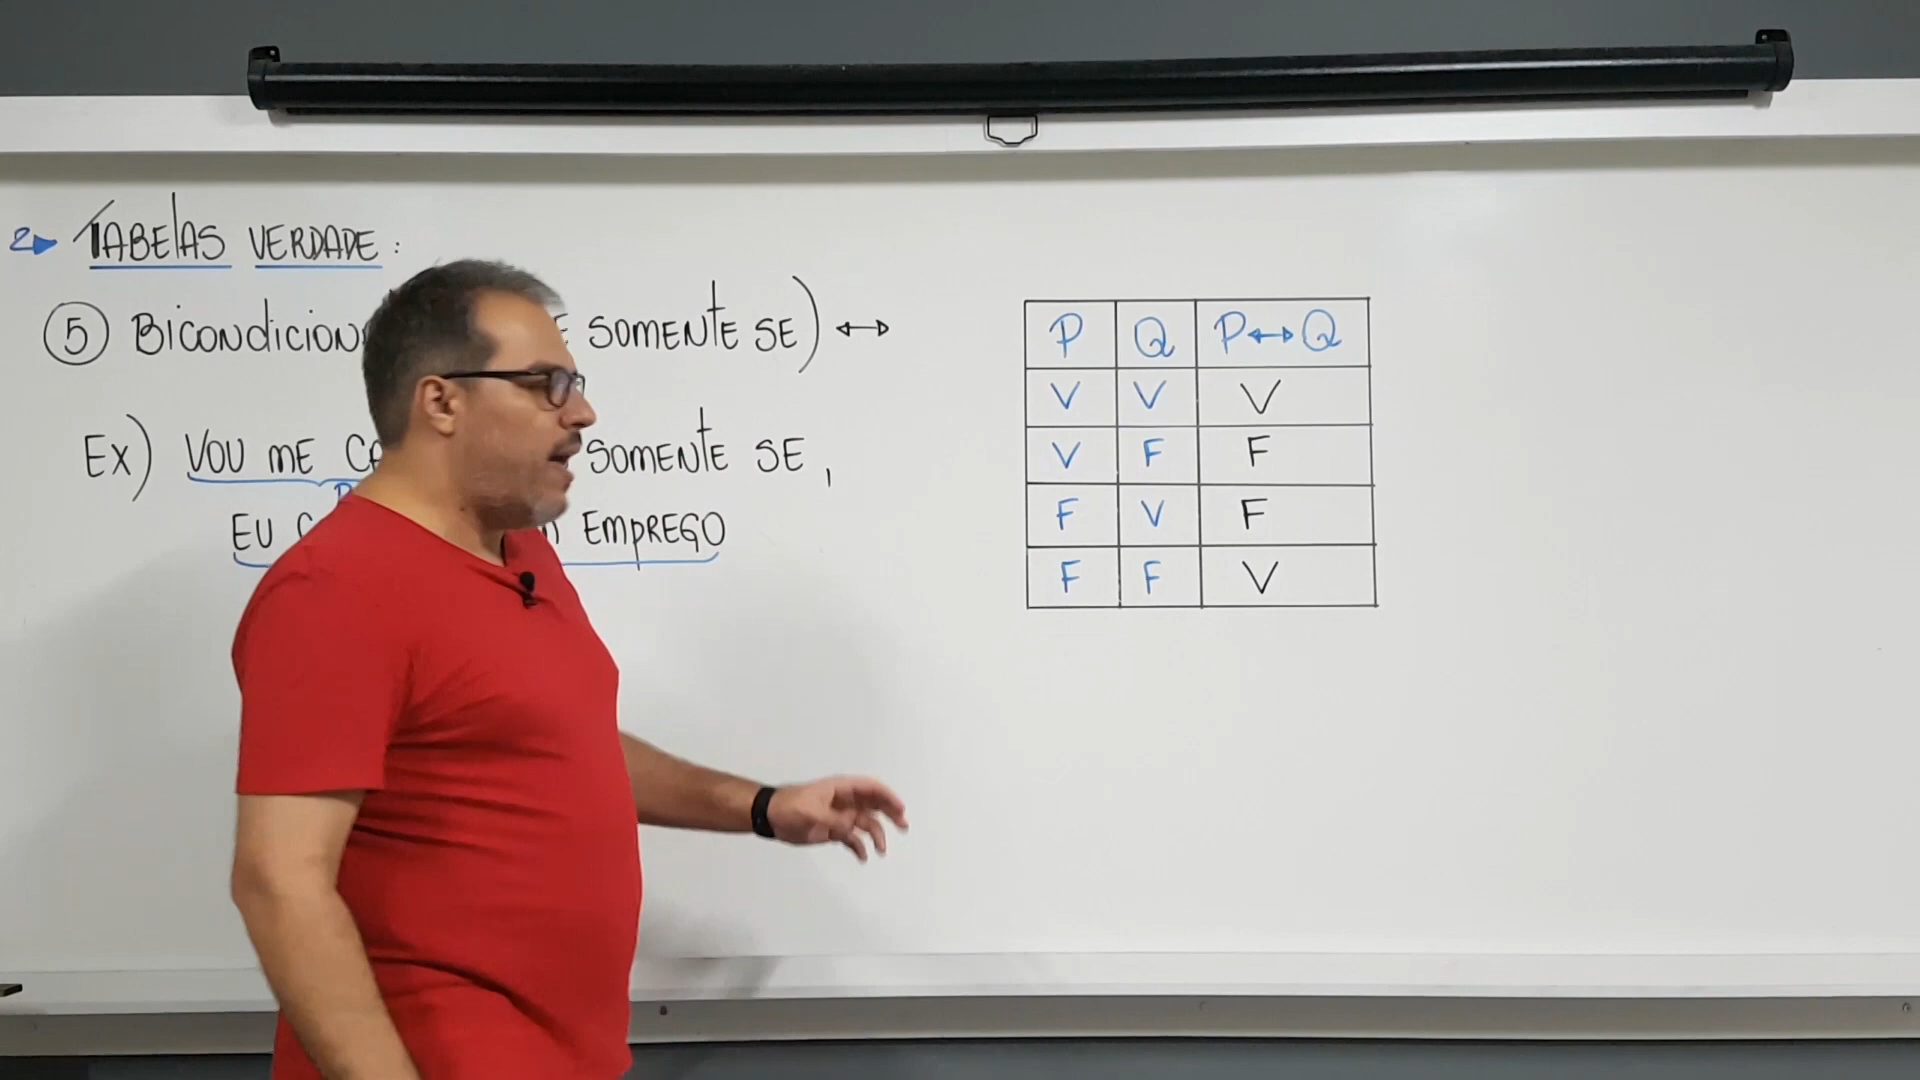 2 TABELAS VERDADE:
5 BICONDICION SOMENTE SE) ↔
Ex) VOU ME SOMENTE SE,
EU EMPREGO
P Q P↔Q
V V V
V F F
F V F
F F V